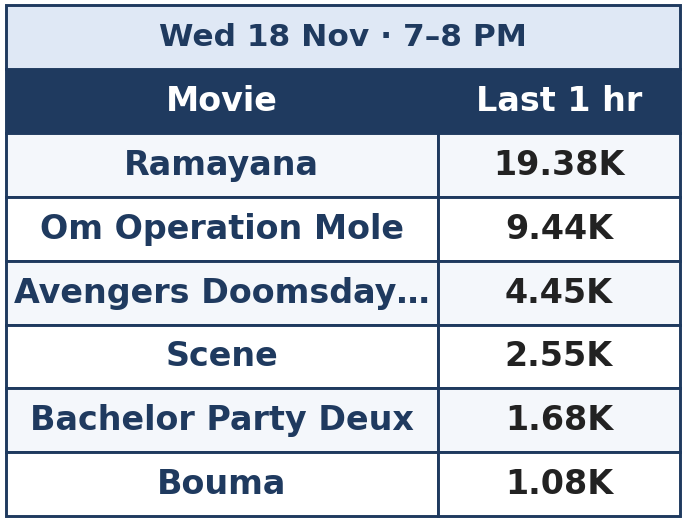 Wed 18 Nov · 7–8 PM
Movie Last 1 hr
Ramayana 19.38K
Om Operation Mole 9.44K
Avengers Doomsday... 4.45K
Scene 2.55K
Bachelor Party Deux 1.68K
Bouma 1.08K